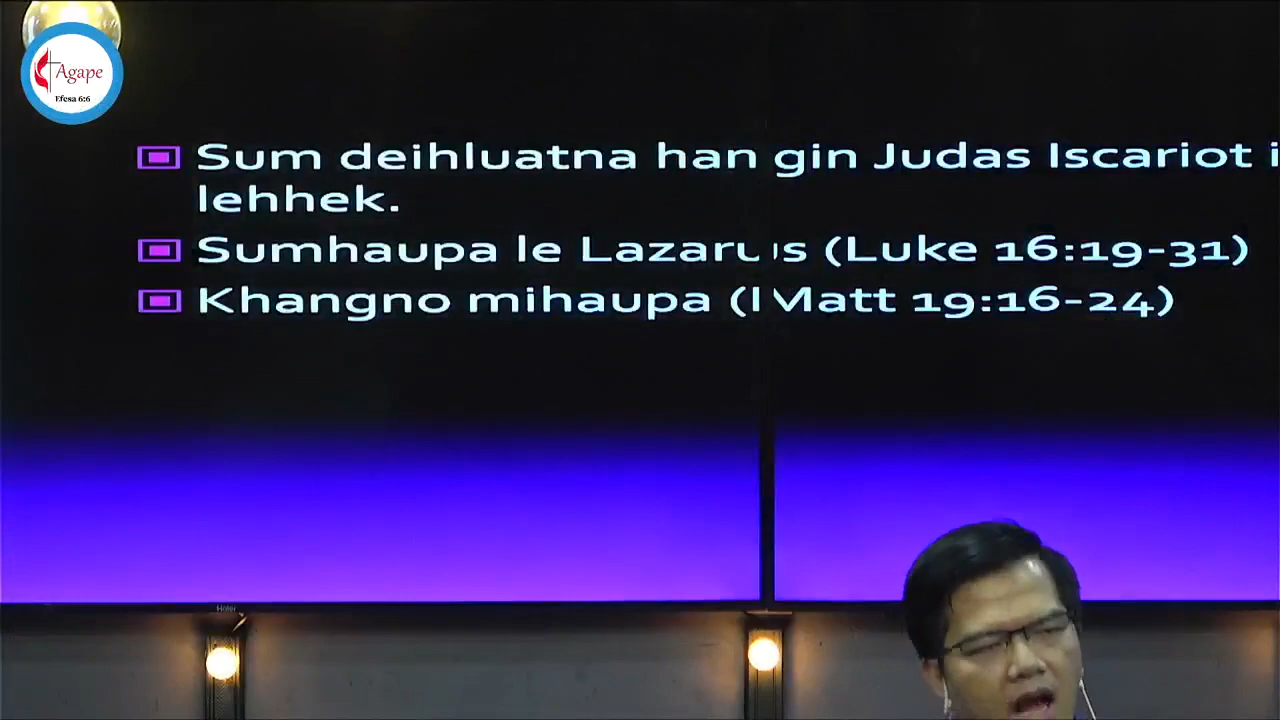 Agape
Efesa 6:6
Sum deihluatna han gin Judas Iscariot
lehhek.
Sumhaupa le Lazarus (Luke 16:19-31)
Khangno mihaupa (Matt 19:16-24)
Haier